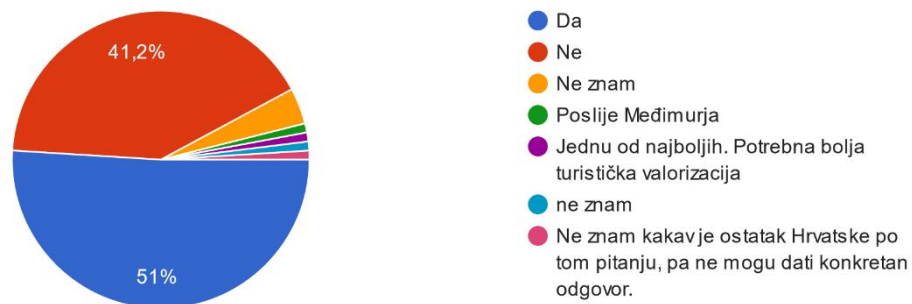 41,2%
51%
Da
Ne
Ne znam
Poslije Međimurja
Jednu od najboljih. Potrebna bolja
turistička valorizacija
ne znam
Ne znam kakav je ostatak Hrvatske po
tom pitanju, pa ne mogu dati konkretan
odgovor.